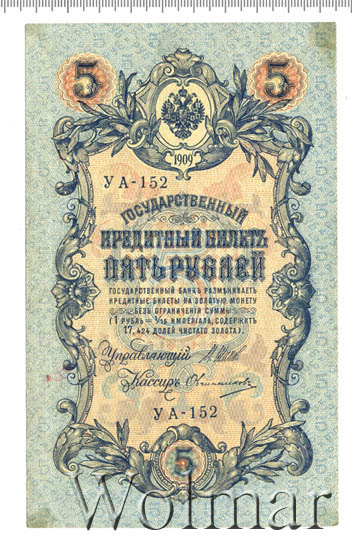 5 5
1909
УА-152
ГОСУДАРСТВЕННЫЙ
КРЕДИТНЫЙ БИЛЕТЪ
ПЯТЬ РУБЛЕЙ
ГОСУДАРСТВЕННЫЙ БАНКЪ РАЗМѢНИВАЕТЪ
КРЕДИТНЫЕ БИЛЕТЫ НА ЗОЛОТУЮ МОНЕТУ
БЕЗЪ ОГРАНИЧЕНІЯ СУММЫ
(1 РУБЛЬ = 1/15 ИМПЕРІАЛА, СОДЕРЖИТЪ
17,424 ДОЛЕЙ ЧИСТАГО ЗОЛОТА).
Управляющій
Кассиръ Овчинниковъ
УА-152
5
Wolmar